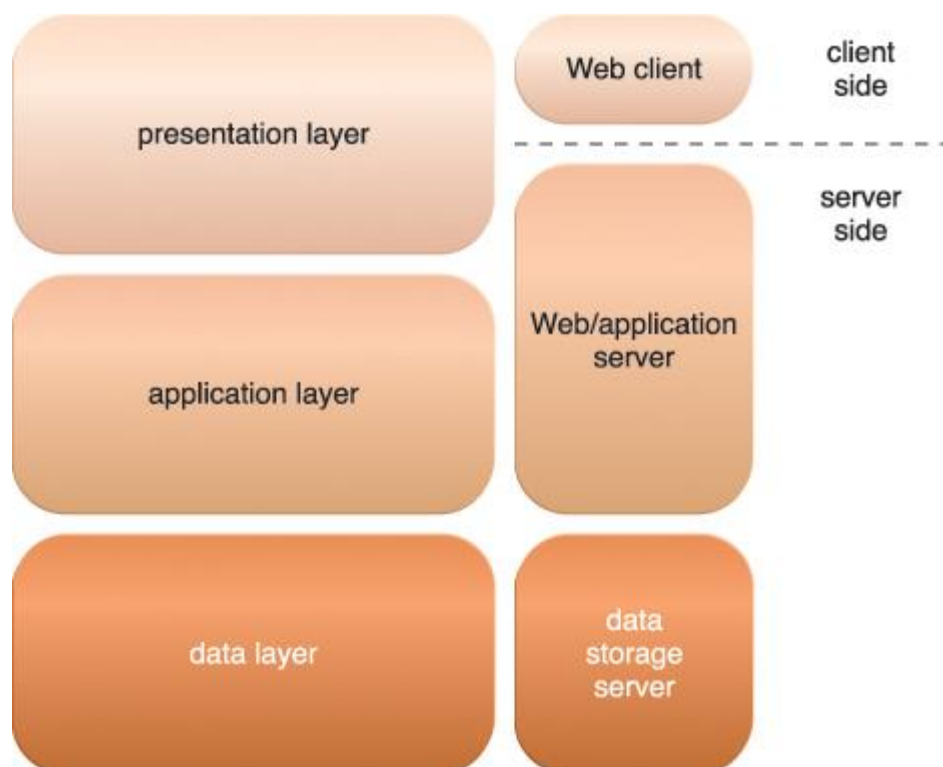 presentation layer
Web client
client
side
server
side
Web/application
server
application layer
data layer
data
storage
server